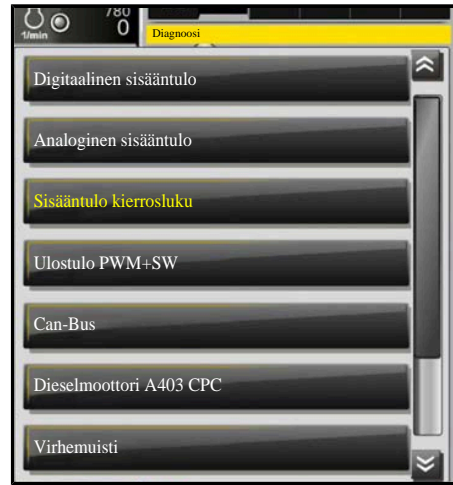 780
1/min 0
Diagnoosi
Digitaalinen sisääntulo
Analoginen sisääntulo
Sisääntulo kierrosluku
Ulostulo PWM+SW
Can-Bus
Dieselmoottori A403 CPC
Virhemuisti